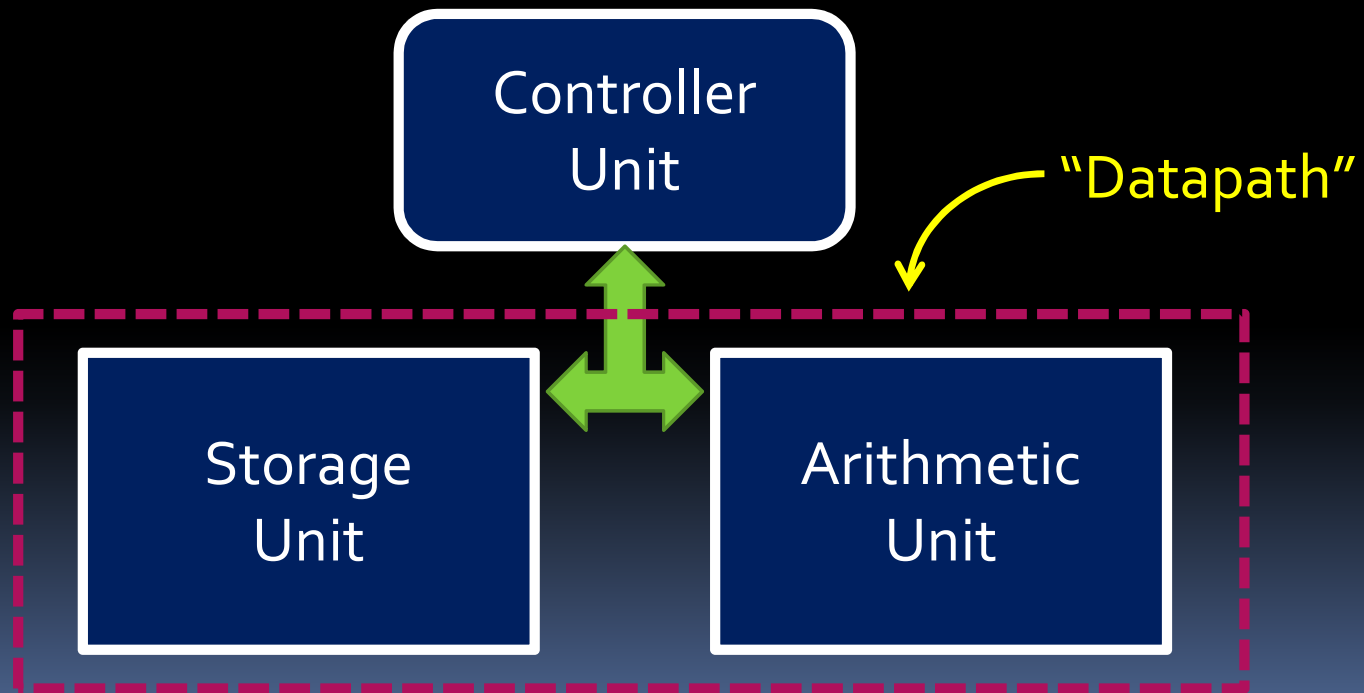 Controller
Unit
“Datapath”
Storage
Unit
Arithmetic
Unit